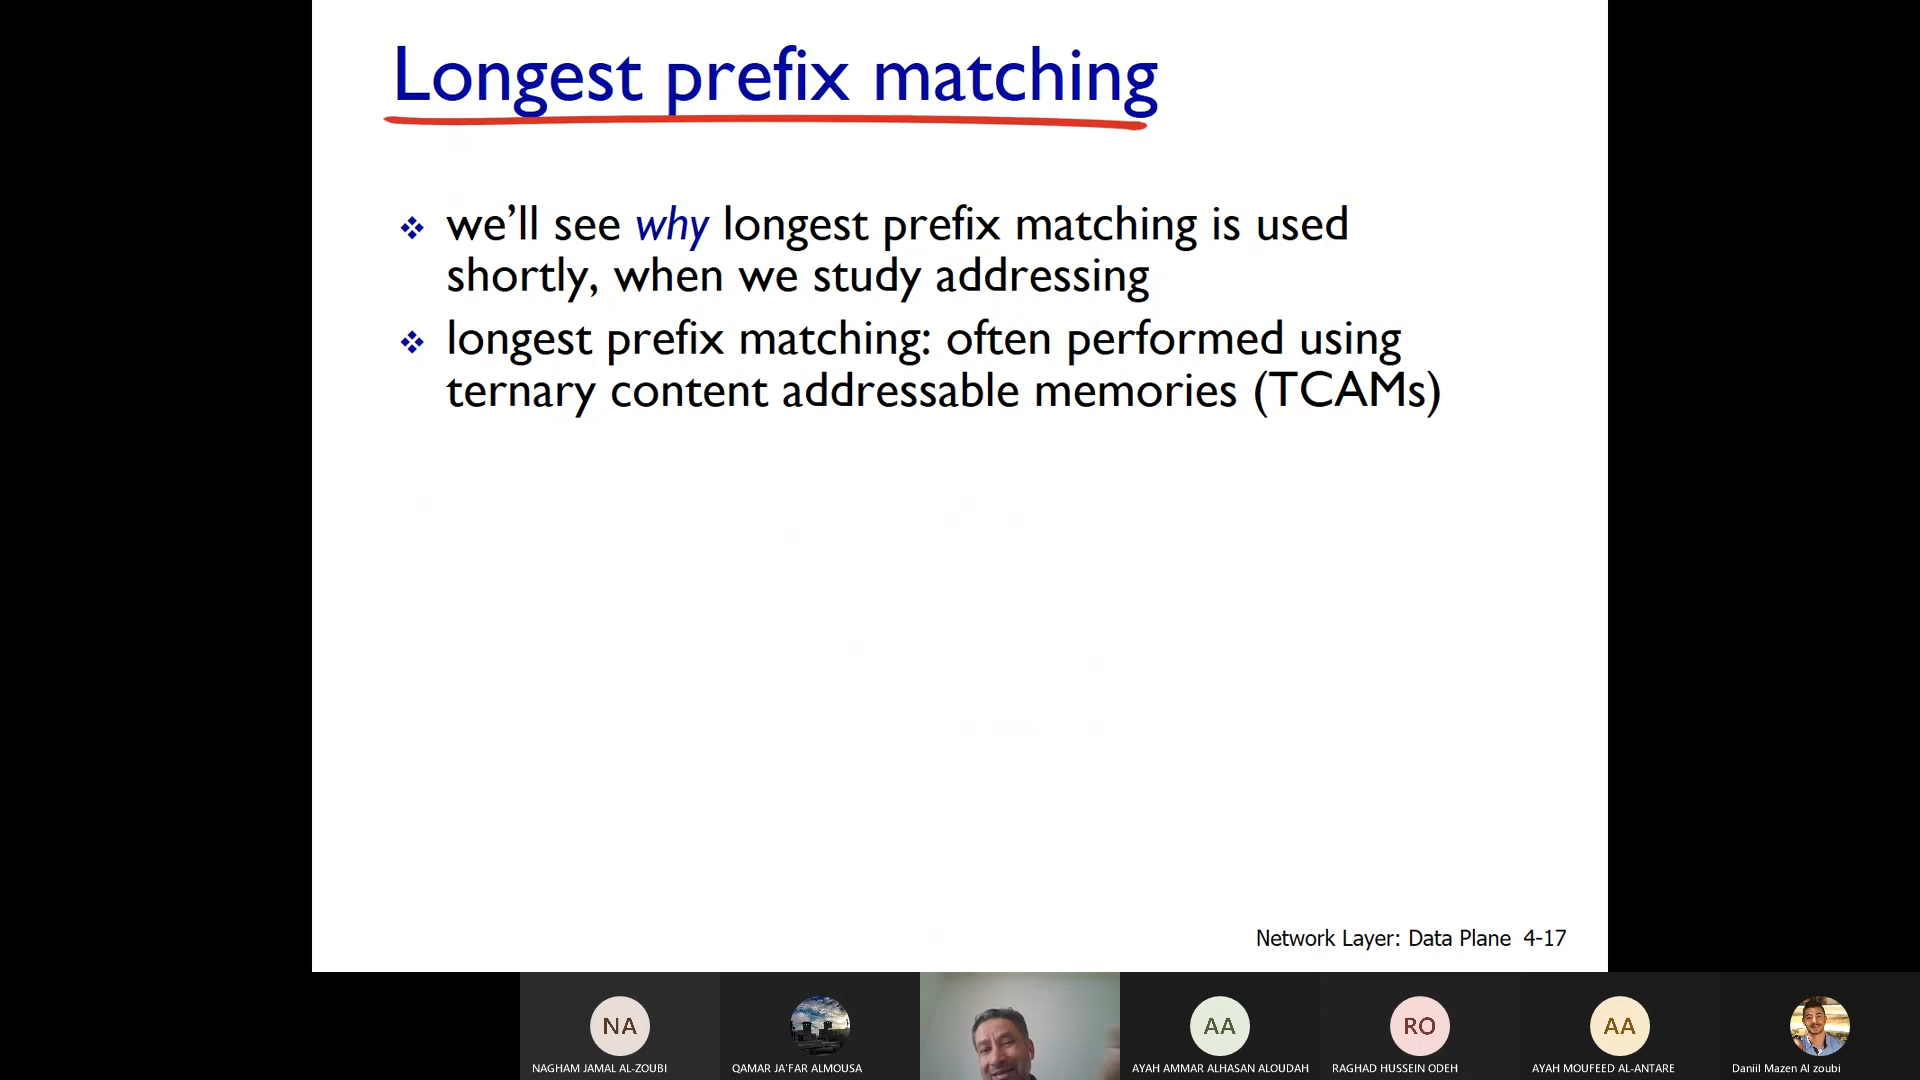 Longest prefix matching
❖ we’ll see why longest prefix matching is used
shortly, when we study addressing
❖ longest prefix matching: often performed using
ternary content addressable memories (TCAMs)
Network Layer: Data Plane 4-17
NA
AA
RO
AA
NAGHAM JAMAL AL-ZOUBI
QAMAR JA'FAR ALMOUSA
AYAH AMMAR ALHASAN ALOUDAH
RAGHAD HUSSEIN ODEH
AYAH MOUFEED AL-ANTARE
Daniil Mazen Al zoubi